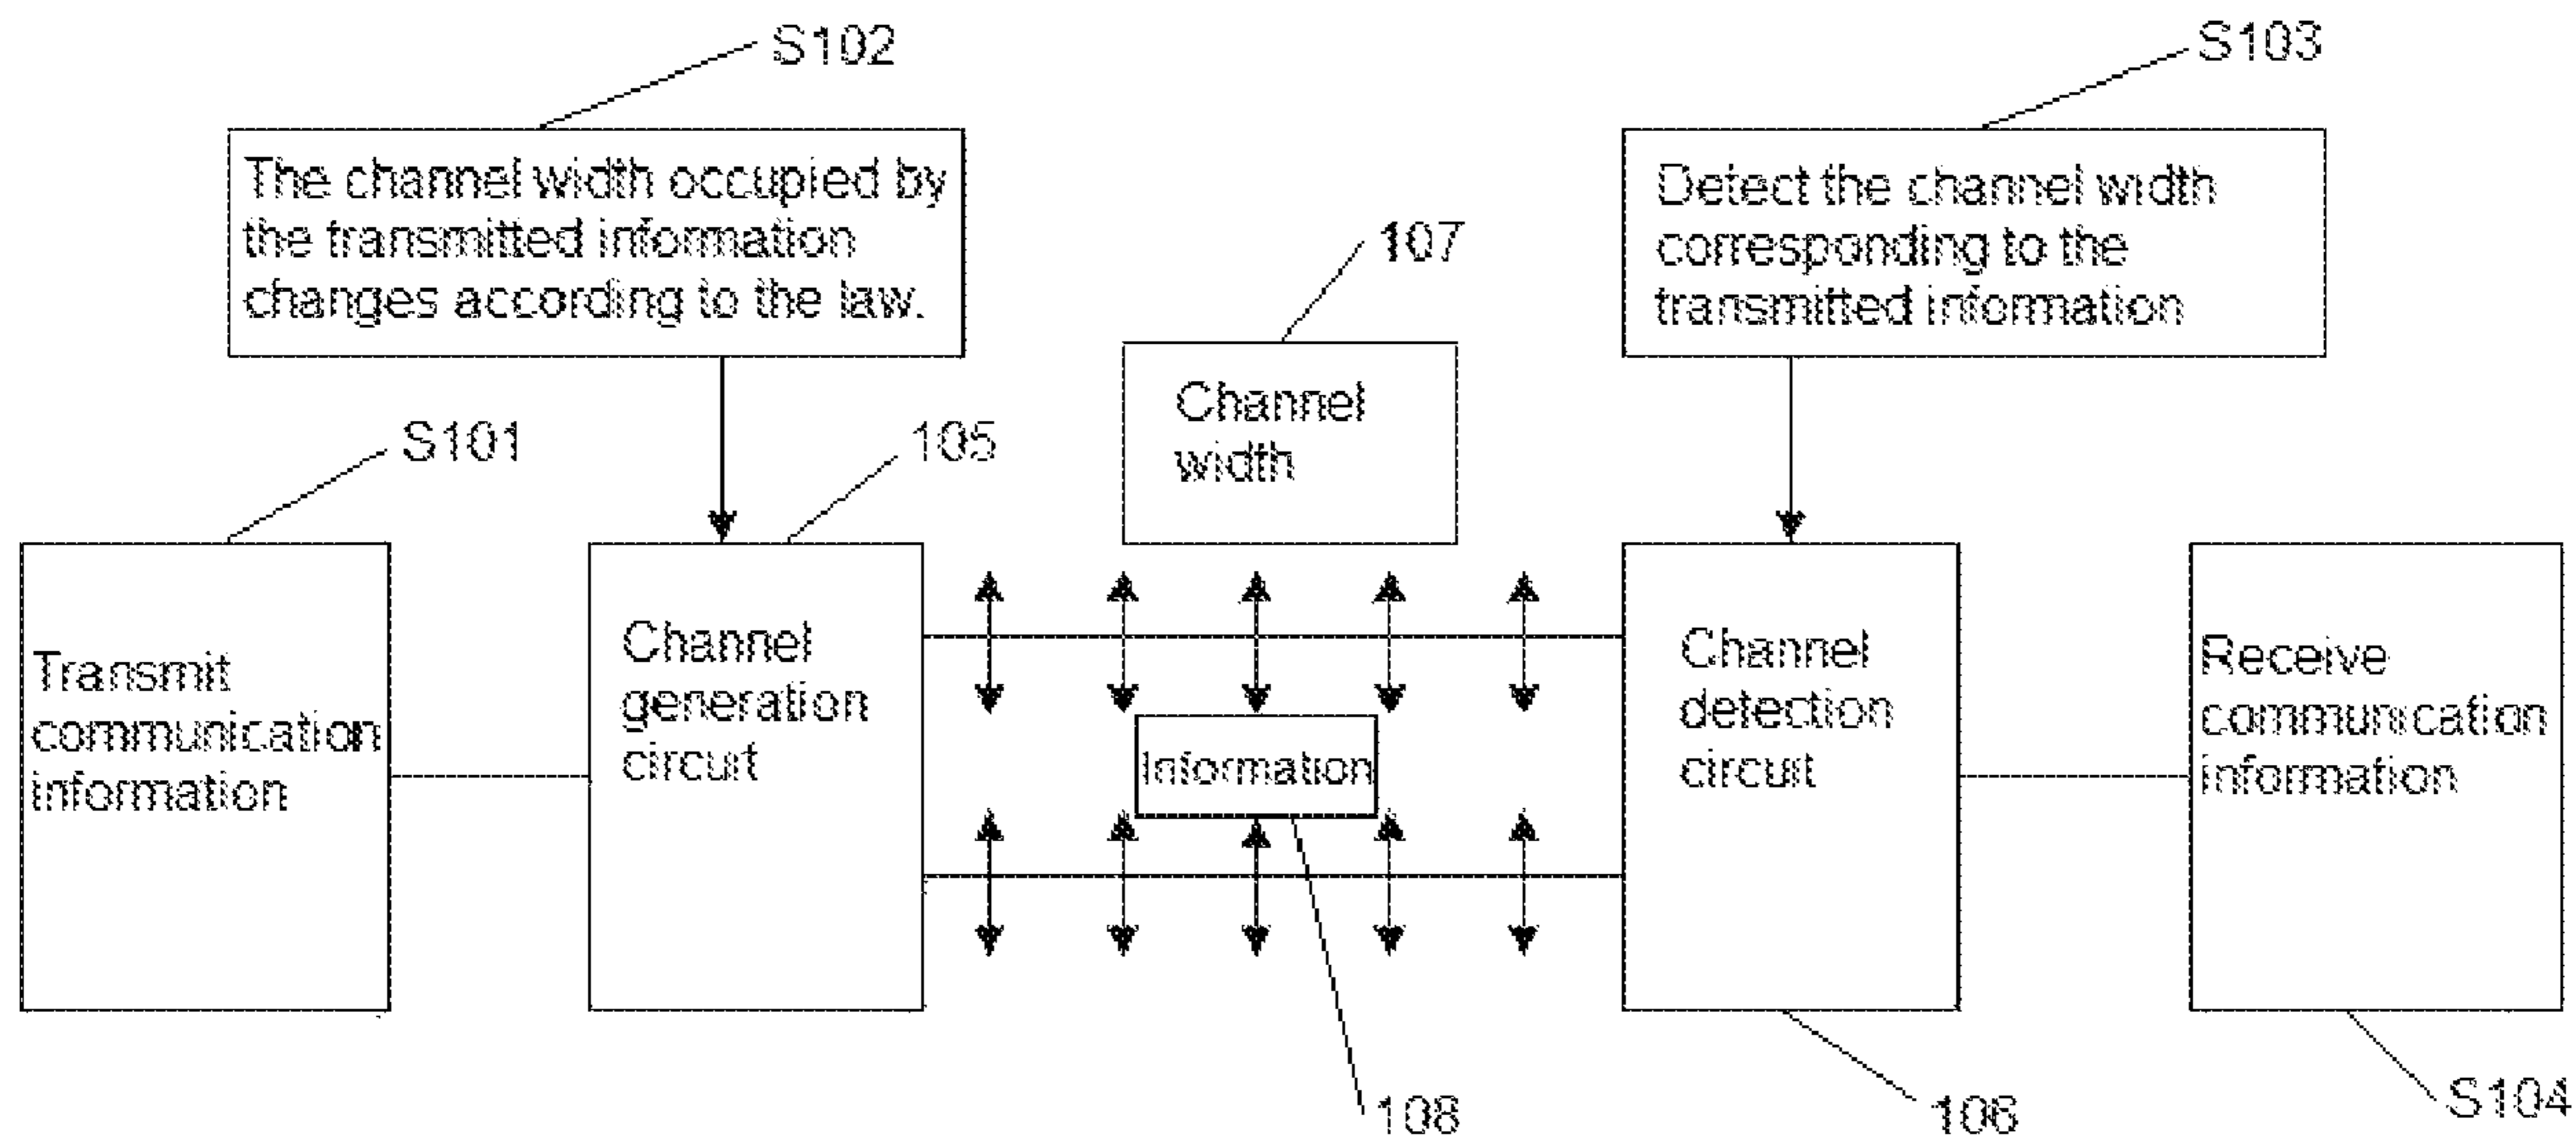 S102
S103
The channel width occupied by
the transmitted information
changes according to the law.
Detect the channel width
corresponding to the
transmitted information
107
Channel
width
S101
105
Transmit
communication
information
Channel
generation
circuit
Information
Channel
detection
circuit
Receive
communication
information
108
106
S104